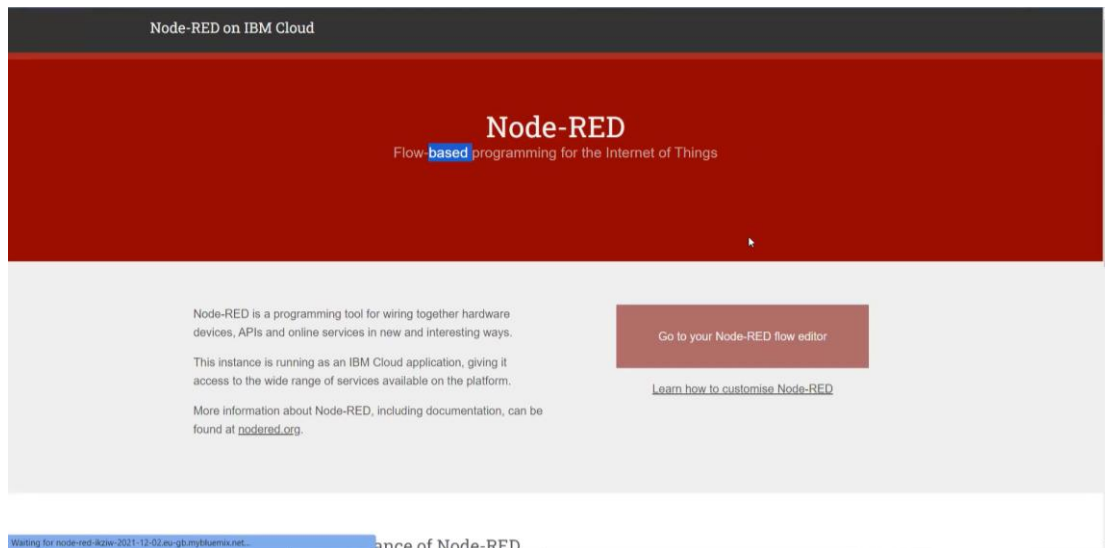 Node-RED on IBM Cloud
Node-RED
Flow-based programming for the Internet of Things
Node-RED is a programming tool for wiring together hardware
devices, APIs and online services in new and interesting ways.
This instance is running as an IBM Cloud application, giving it
access to the wide range of services available on the platform.
More information about Node-RED, including documentation, can be
found at nodered.org.
Go to your Node-RED flow editor
Learn how to customise Node-RED
Waiting for node-red-ikziw-2021-12-02.eu-gb.mybluemix.net...
ance of Node-RED